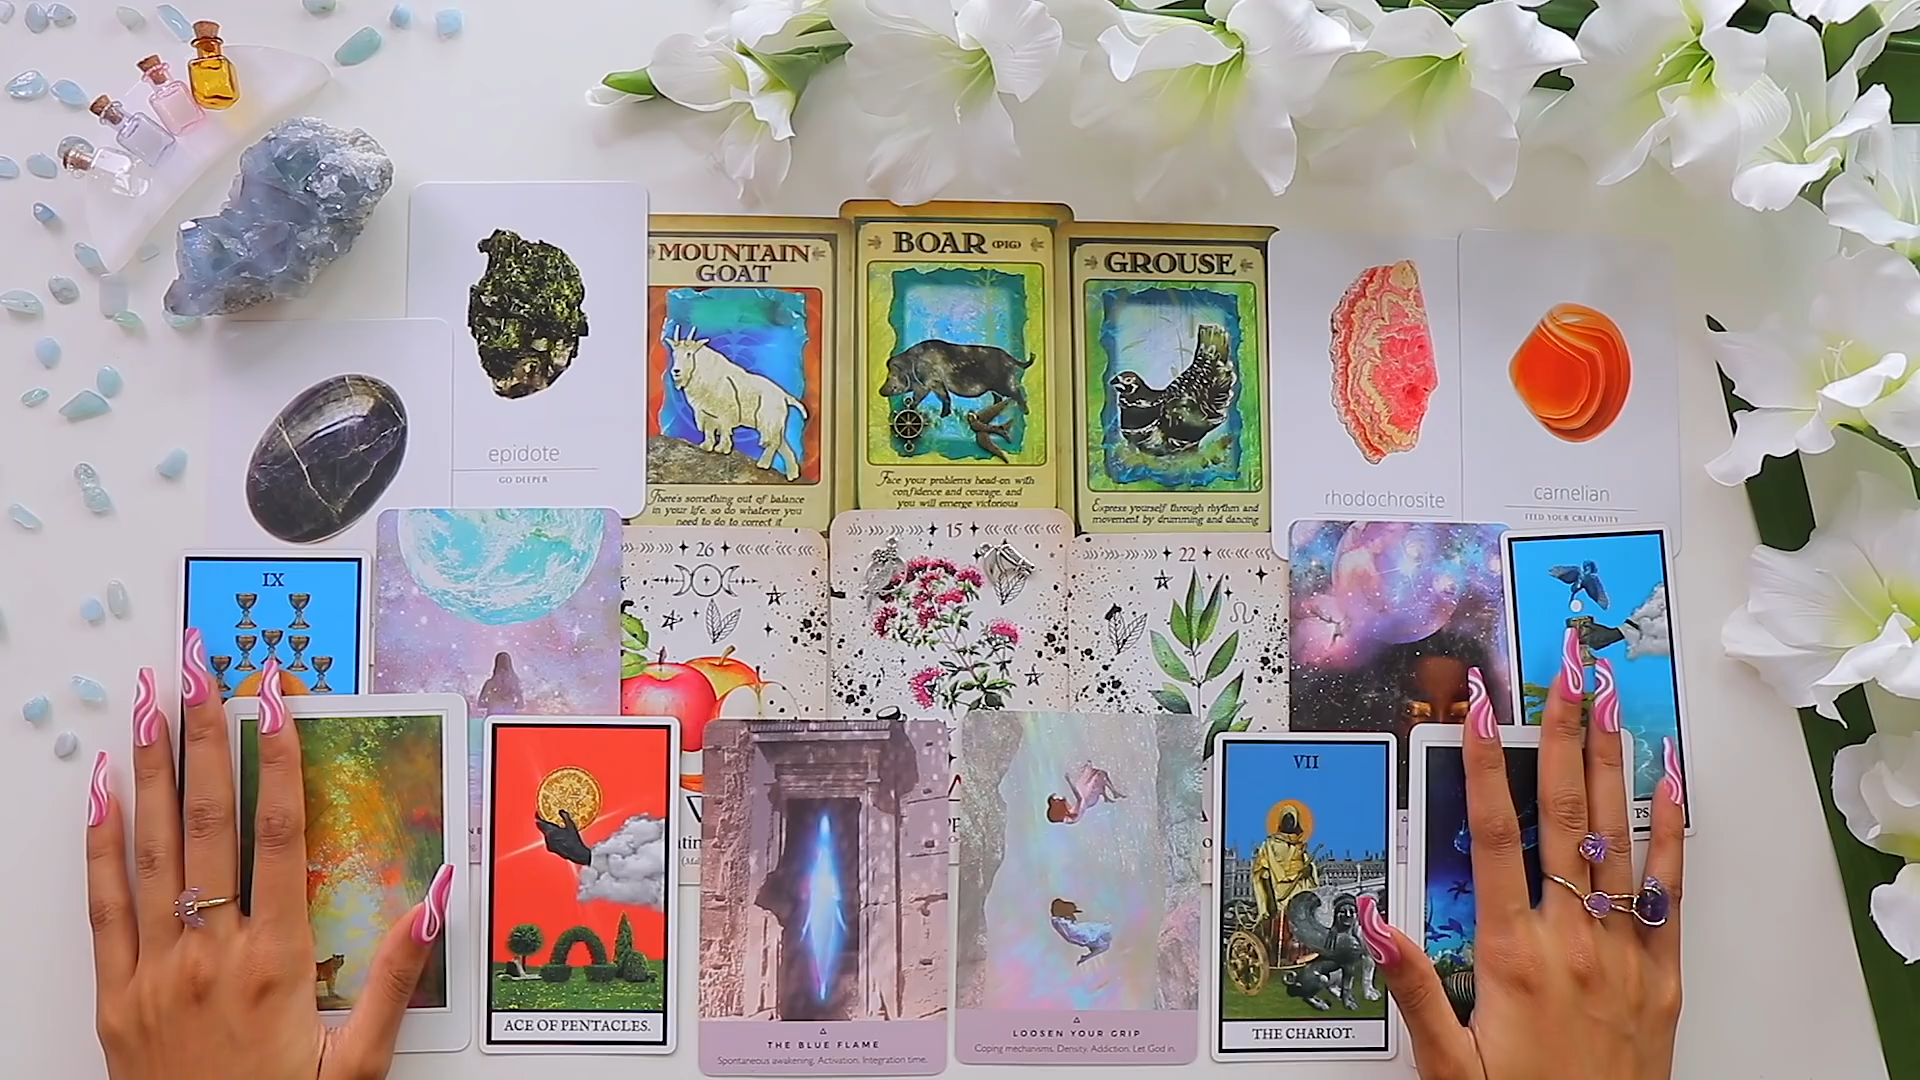 MOUNTAIN
GOAT
There's something out of balance
in your life, so do whatever you
need to do to correct it
BOAR (PIG)
Face your problems head-on with
confidence and courage, and
you will emerge victorious
GROUSE
Express yourself through rhythm and
movement by drumming and dancing
epidote
GO DEEPER
rhodochrosite
carnelian
FEED YOUR CREATIVITY
IX
26
15
22
ACE OF PENTACLES.
THE BLUE FLAME
Spontaneous awakening. Activation. Integration time.
LOOSEN YOUR GRIP
Coping mechanisms. Density. Addiction. Let God in.
VII
THE CHARIOT.
PS.